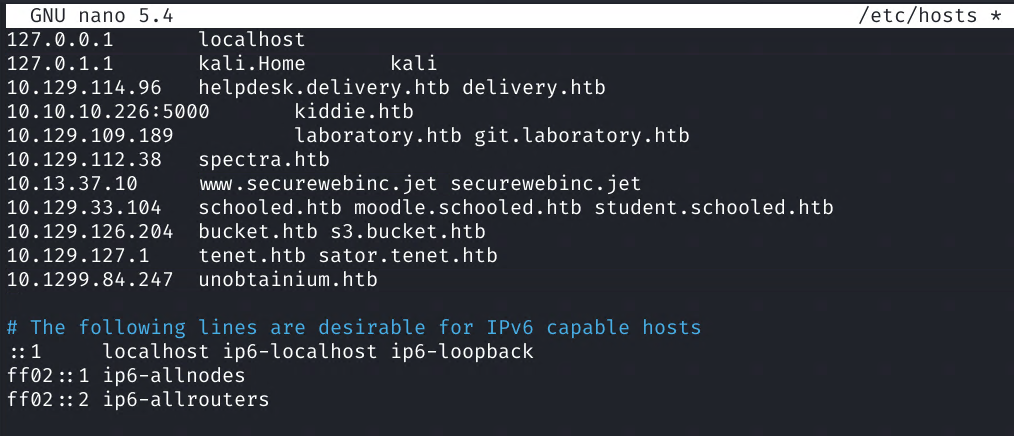 GNU nano 5.4 /etc/hosts *
127.0.0.1 localhost
127.0.1.1 kali.Home kali
10.129.114.96 helpdesk.delivery.htb delivery.htb
10.10.10.226:5000 kiddie.htb
10.129.109.189 laboratory.htb git.laboratory.htb
10.129.112.38 spectra.htb
10.13.37.10 www.securewebinc.jet securewebinc.jet
10.129.33.104 schooled.htb moodle.schooled.htb student.schooled.htb
10.129.126.204 bucket.htb s3.bucket.htb
10.129.127.1 tenet.htb sator.tenet.htb
10.1299.84.247 unobtainium.htb
# The following lines are desirable for IPv6 capable hosts
::1 localhost ip6-localhost ip6-loopback
ff02::1 ip6-allnodes
ff02::2 ip6-allrouters